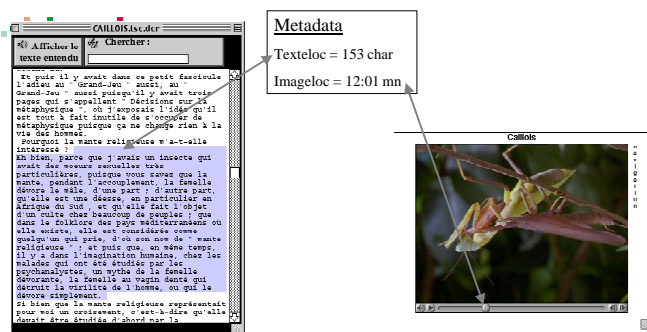 CAILLOIS.tsc.dcr
Afficher le
texte entendu
Chercher :
Et puis il y avait dans ce petit fascicule
l'adieu au " Grand-Jeu " aussi, au "
Grand-Jeu " aussi puisqu'il y avait trois
pages qui s'appellent " Décisions sur la
métaphysique ", où j'exposais l'idée qu'il
est tout à fait inutile de s'occuper de
métaphysique puisque ça ne change rien à la
vie des hommes.
Pourquoi la mante religieuse m'a-t-elle
intéressé ?
Eh bien, parce que j'avais un insecte qui
avait des moeurs sexuelles très
particulières, puisque vous savez que la
mante, pendant l'accouplement, la femelle
dévore le mâle, d'une part ; d'autre part,
qu'elle est une déesse, en particulier en
Afrique du Sud , et qu'elle fait l'objet
d'un culte chez beaucoup de peuples ; que
dans le folklore des pays méditerranéens où
elle existe, elle est considérée comme
quelqu'un qui prie, d'où son nom de " mante
religieuse " ; et puis que, en même temps,
il y a dans l'imagination humaine, chez les
malades qui ont été étudiés par les
psychanalystes, un mythe de la femelle
dévorante, la femelle au vagin denté qui
détruit la virilité de l'homme, ou qui le
dévore simplement.
Si bien que la mante religieuse représentait
pour moi un croisement, c'est-à-dire qu'elle
devait être étudiée d'abord par la
Metadata
Texteloc = 153 char
Imageloc = 12:01 mn
Caillois